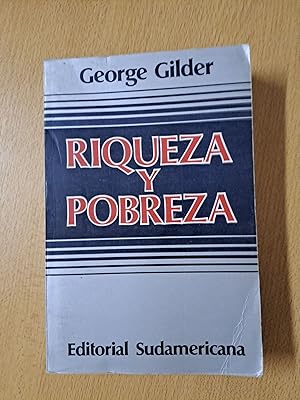 George Gilder
RIQUEZA
Y
POBREZA
Editorial Sudamericana